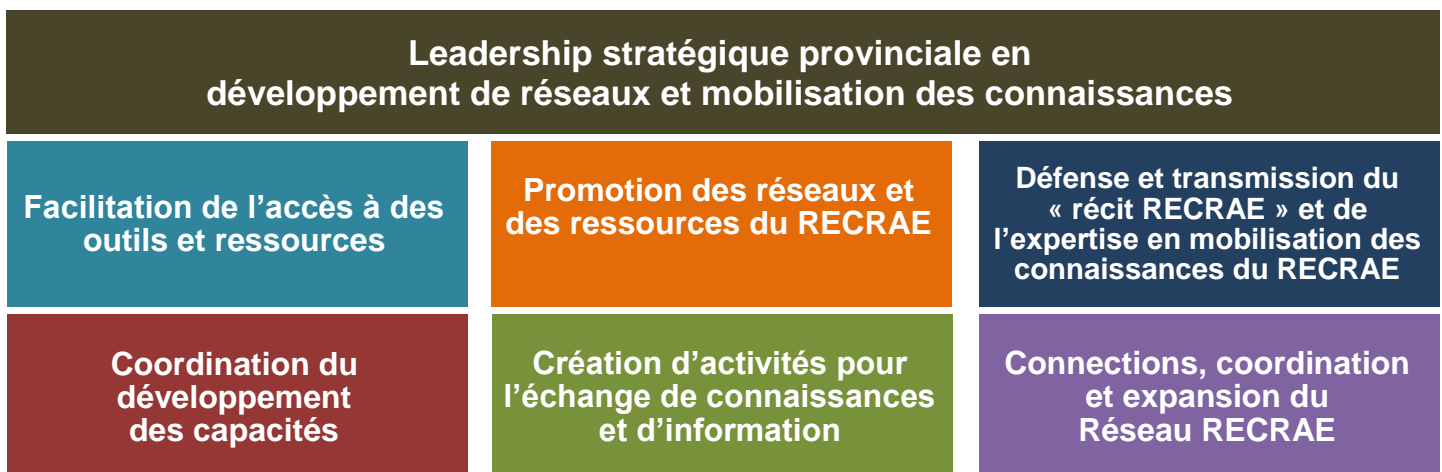 Leadership stratégique provinciale en
développement de réseaux et mobilisation des connaissances
Facilitation de l’accès à des
outils et ressources
Promotion des réseaux et
des ressources du RECRAE
Défense et transmission du
« récit RECRAE » et de
l’expertise en mobilisation des
connaissances du RECRAE
Coordination du
développement
des capacités
Création d’activités pour
l’échange de connaissances
et d’information
Connections, coordination
et expansion du
Réseau RECRAE